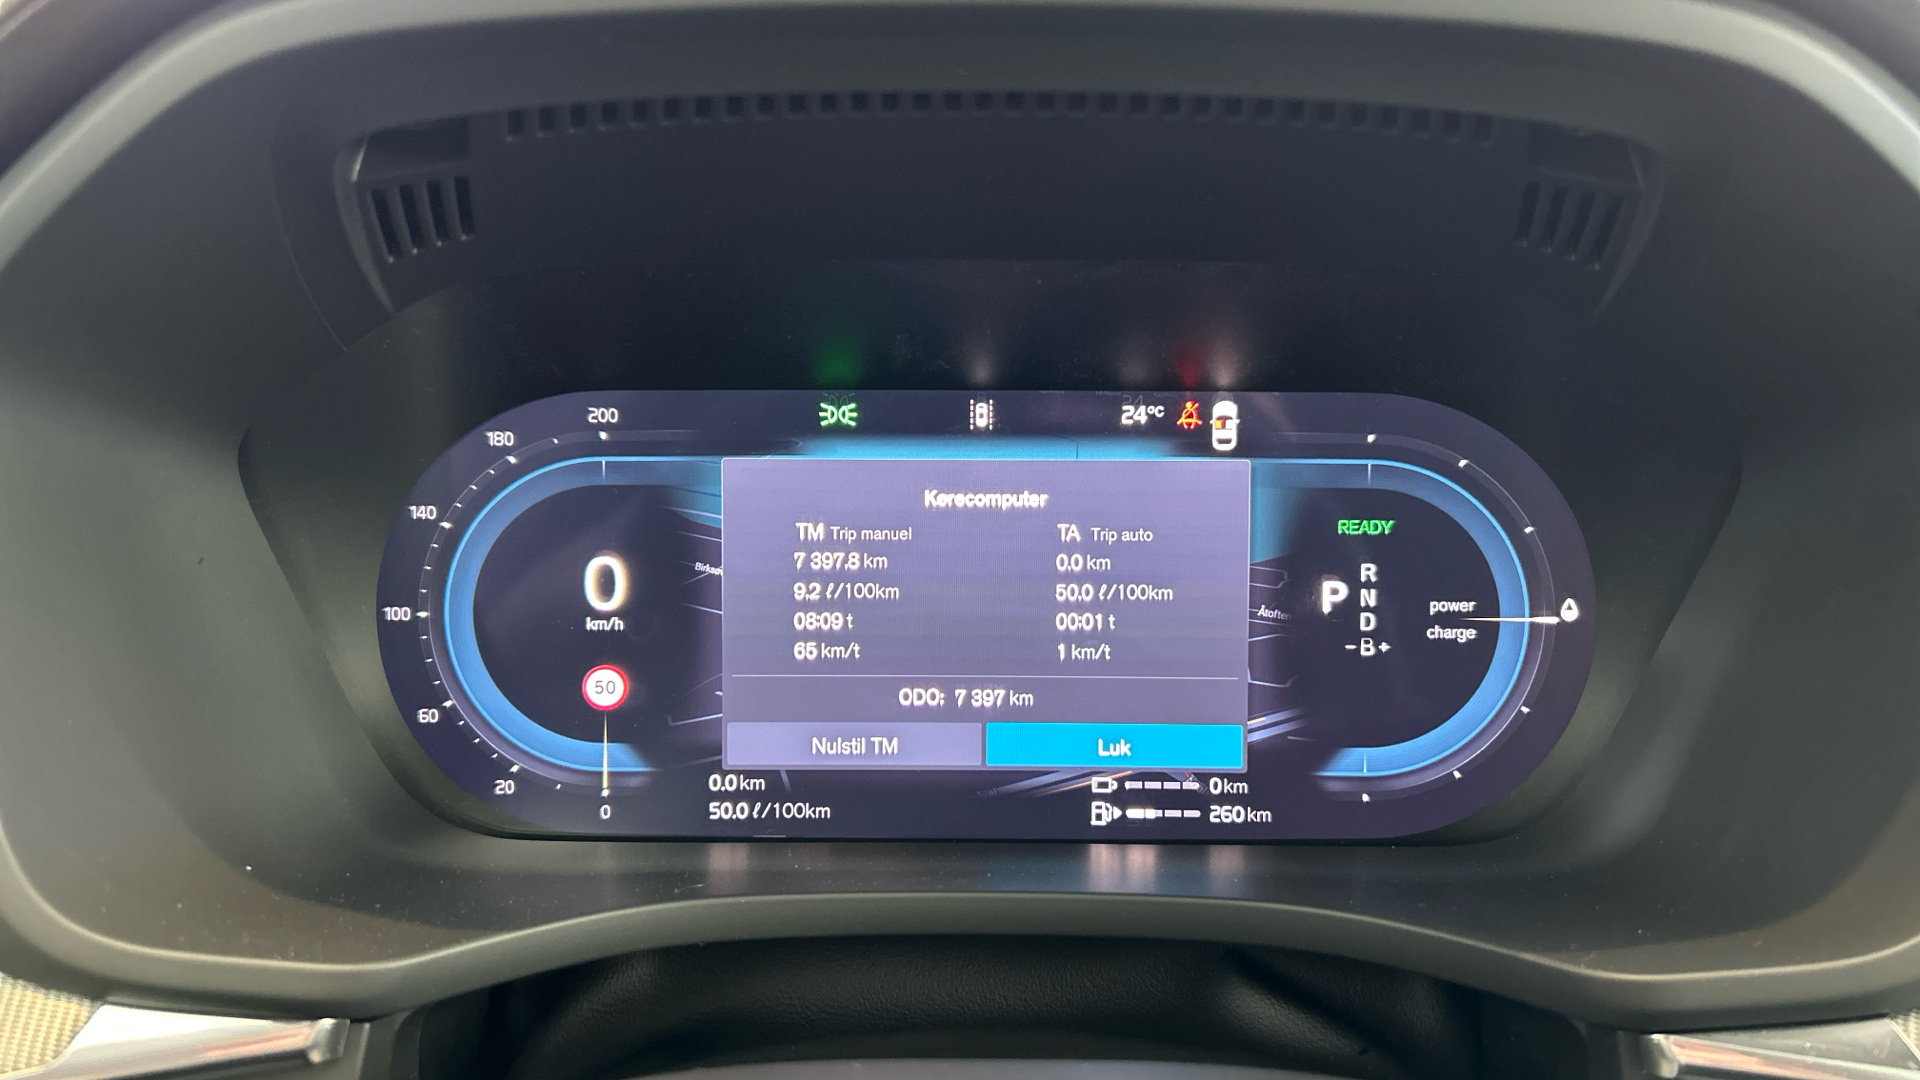 200
24°C
180
140
100
60
20
0
0
km/h
50
Birksø
Kørecomputer
TM Trip manuel
7 397.8 km
9.2 ℓ/100km
08:09 t
65 km/t
TA Trip auto
0.0 km
50.0 ℓ/100km
00:01 t
1 km/t
ODO: 7 397 km
Nulstil TM
Luk
Åtoften
READY
P
R
N
D
-B+
power
charge
0.0 km
50.0 ℓ/100km
0 km
260 km